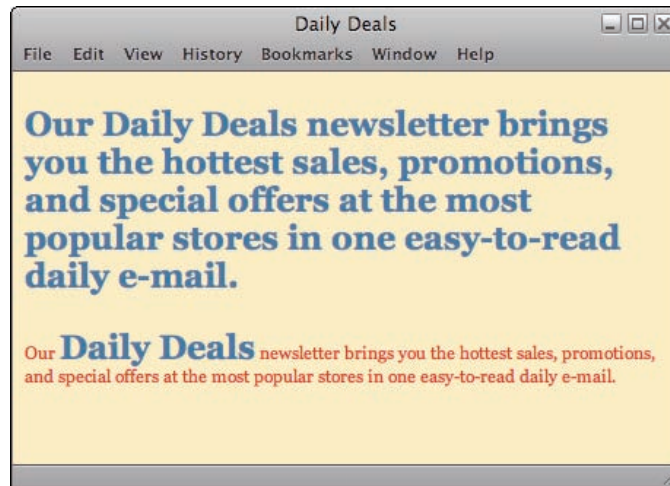 Daily Deals
File Edit View History Bookmarks Window Help
Our Daily Deals newsletter brings
you the hottest sales, promotions,
and special offers at the most
popular stores in one easy-to-read
daily e-mail.
Our Daily Deals newsletter brings you the hottest sales, promotions,
and special offers at the most popular stores in one easy-to-read daily e-mail.